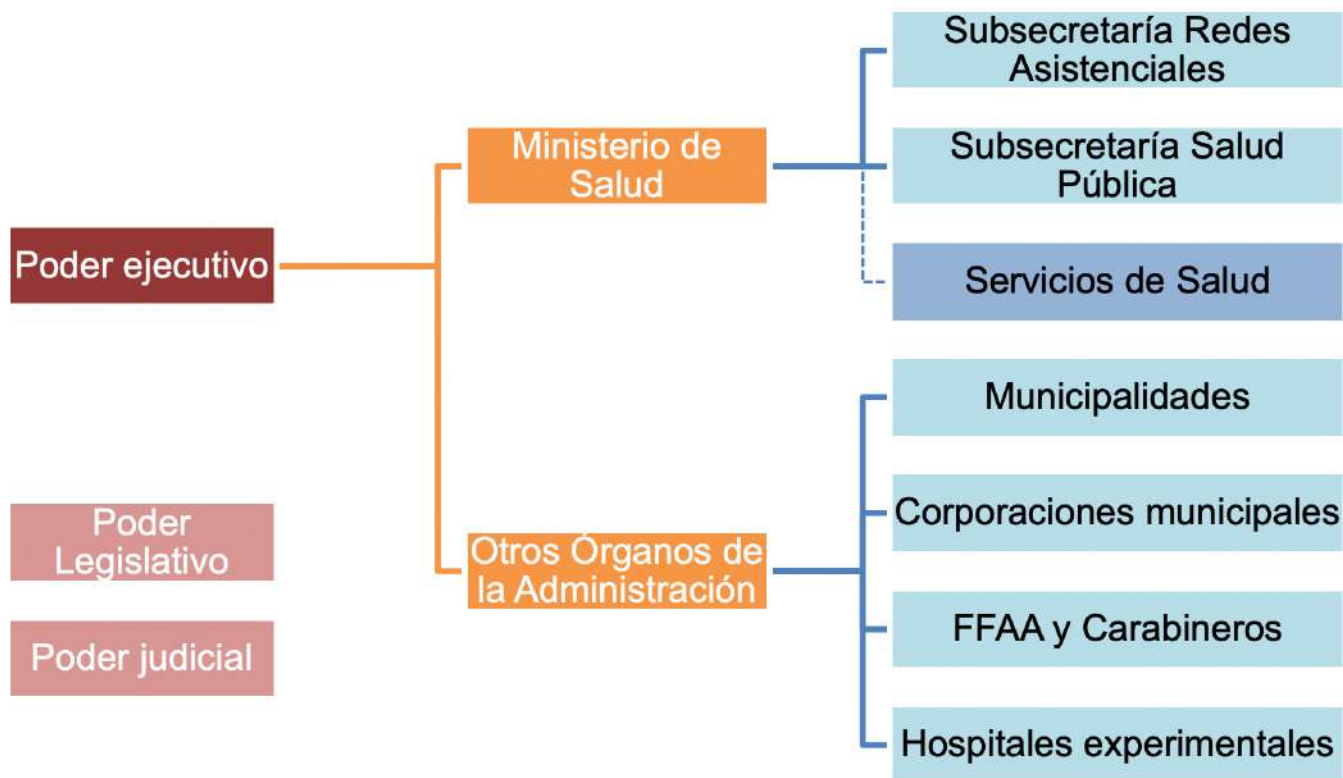 Subsecretaría Redes
Asistenciales
Ministerio de
Salud
Subsecretaría Salud
Pública
Poder ejecutivo
Servicios de Salud
Municipalidades
Poder
Legislativo
Corporaciones municipales
Otros Órganos de
la Administración
FFAA y Carabineros
Poder judicial
Hospitales experimentales